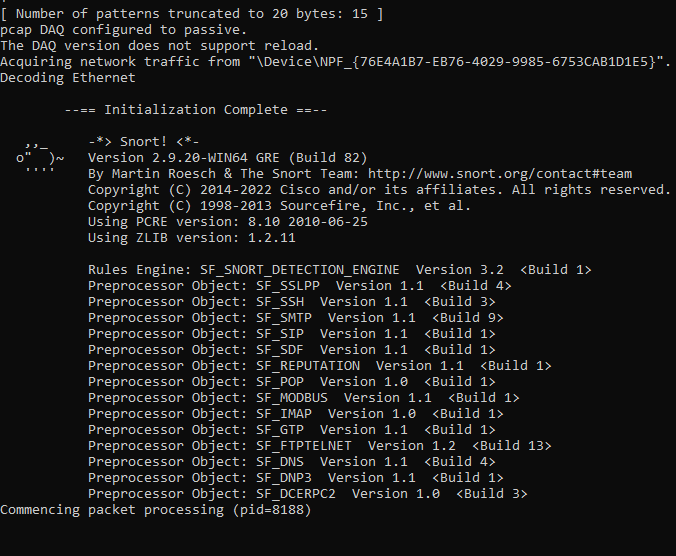 [ Number of patterns truncated to 20 bytes: 15 ]
pcap DAQ configured to passive.
The DAQ version does not support reload.
Acquiring network traffic from "\Device\NPF_{76E4A1B7-EB76-4029-9985-6753CAB1D1E5}".
Decoding Ethernet

        --== Initialization Complete ==--

   ,,_     -*> Snort! <*-
  o"  )~   Version 2.9.20-WIN64 GRE (Build 82)
   ''''    By Martin Roesch & The Snort Team: http://www.snort.org/contact#team
           Copyright (C) 2014-2022 Cisco and/or its affiliates. All rights reserved.
           Copyright (C) 1998-2013 Sourcefire, Inc., et al.
           Using PCRE version: 8.10 2010-06-25
           Using ZLIB version: 1.2.11

           Rules Engine: SF_SNORT_DETECTION_ENGINE  Version 3.2  <Build 1>
           Preprocessor Object: SF_SSLPP  Version 1.1  <Build 4>
           Preprocessor Object: SF_SSH  Version 1.1  <Build 3>
           Preprocessor Object: SF_SMTP  Version 1.1  <Build 9>
           Preprocessor Object: SF_SIP  Version 1.1  <Build 1>
           Preprocessor Object: SF_SDF  Version 1.1  <Build 1>
           Preprocessor Object: SF_REPUTATION  Version 1.1  <Build 1>
           Preprocessor Object: SF_POP  Version 1.0  <Build 1>
           Preprocessor Object: SF_MODBUS  Version 1.1  <Build 1>
           Preprocessor Object: SF_IMAP  Version 1.0  <Build 1>
           Preprocessor Object: SF_GTP  Version 1.1  <Build 1>
           Preprocessor Object: SF_FTPTELNET  Version 1.2  <Build 13>
           Preprocessor Object: SF_DNS  Version 1.1  <Build 4>
           Preprocessor Object: SF_DNP3  Version 1.1  <Build 1>
           Preprocessor Object: SF_DCERPC2  Version 1.0  <Build 3>
Commencing packet processing (pid=8188)